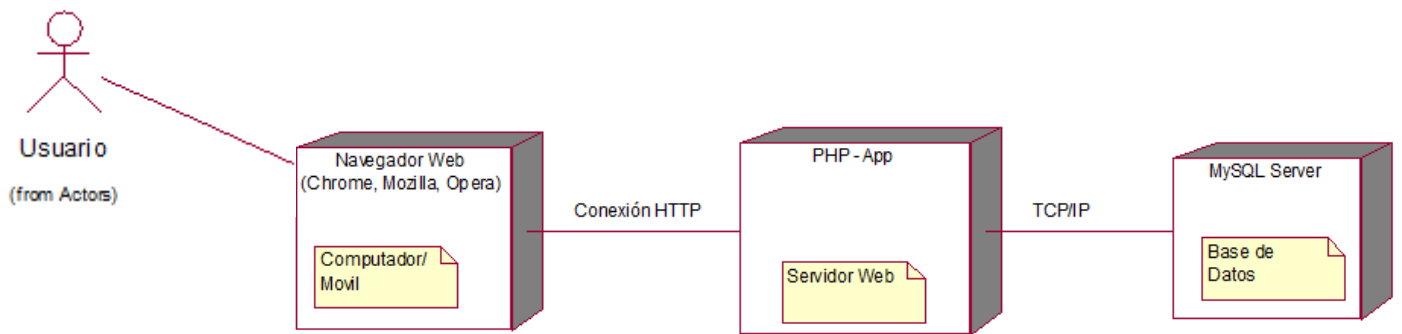 Usuario
(from Actors)
Navegador Web
(Chrome, Mozilla, Opera)
Computador/
Movil
Conexión HTTP
PHP - App
Servidor Web
TCP/IP
MySQL Server
Base de
Datos